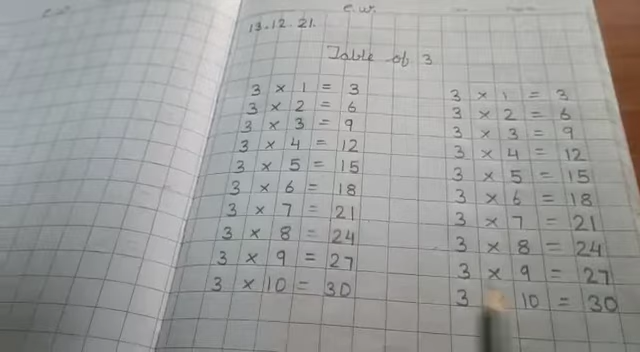 c.w.
13.12.21.
Table of 3
3 × 1 = 3 3 × 1 = 3
3 × 2 = 6 3 × 2 = 6
3 × 3 = 9 3 × 3 = 9
3 × 4 = 12 3 × 4 = 12
3 × 5 = 15 3 × 5 = 15
3 × 6 = 18 3 × 6 = 18
3 × 7 = 21 3 × 7 = 21
3 × 8 = 24 3 × 8 = 24
3 × 9 = 27 3 × 9 = 27
3 × 10 = 30 3 10 = 30